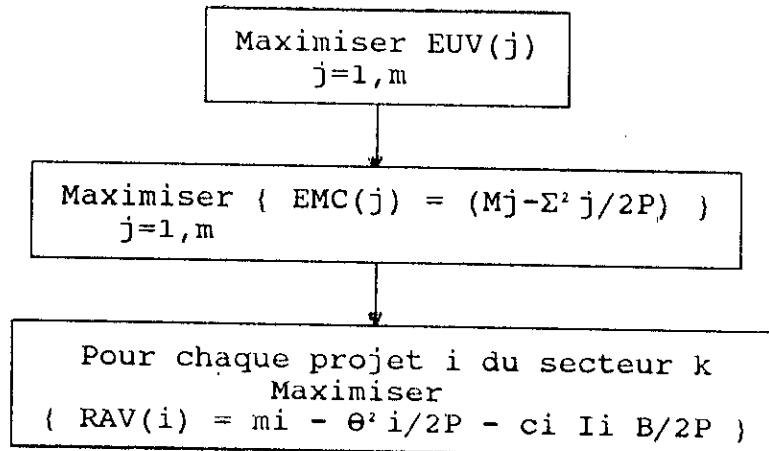 Maximiser EUV(j)
j=1,m
Maximiser { EMC(j) = (Mj-Σ²j/2P) }
j=1,m
Pour chaque projet i du secteur k
Maximiser
{ RAV(i) = mi - θ²i/2P - ci Ii B/2P }